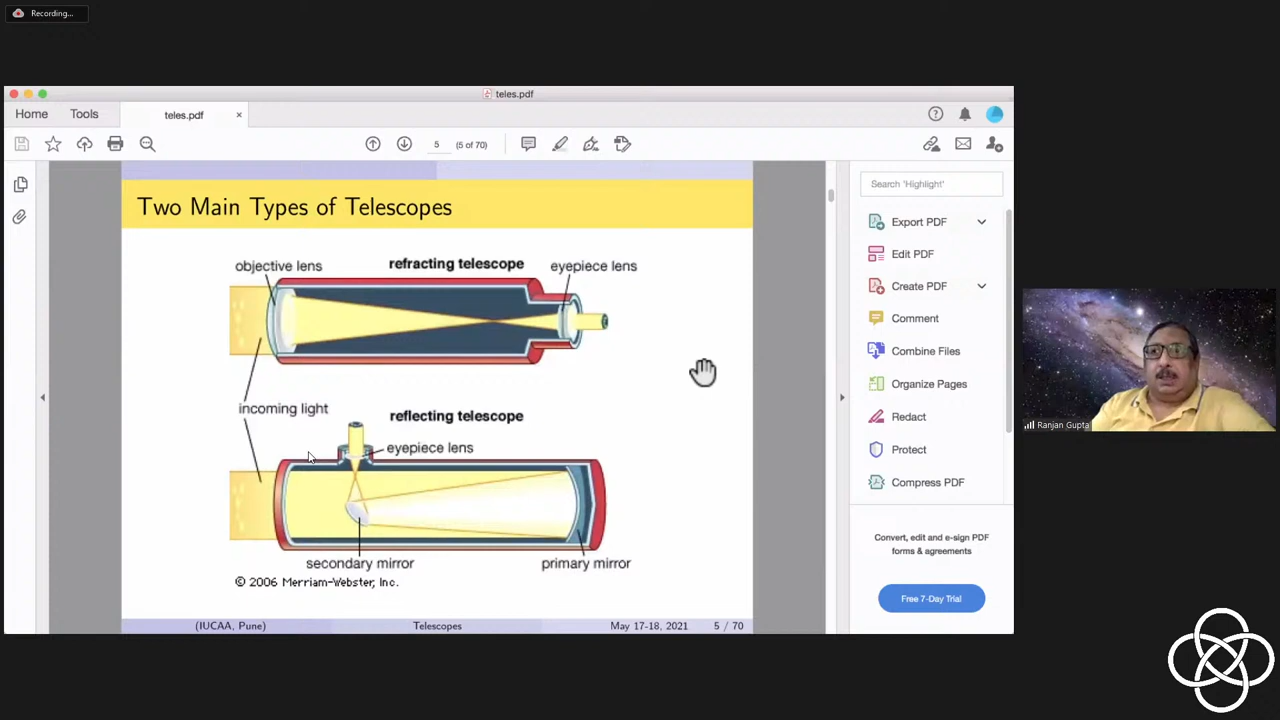 Recording...
teles.pdf
Home Tools teles.pdf ×
5 (5 of 70)
Two Main Types of Telescopes
objective lens refracting telescope eyepiece lens
incoming light
reflecting telescope
eyepiece lens
secondary mirror primary mirror
© 2006 Merriam-Webster, Inc.
(IUCAA, Pune) Telescopes May 17-18, 2021 5 / 70
Search 'Highlight'
Export PDF
Edit PDF
Create PDF
Comment
Combine Files
Organize Pages
Redact
Protect
Compress PDF
Convert, edit and e-sign PDF
forms & agreements
Free 7-Day Trial
Ranjan Gupta